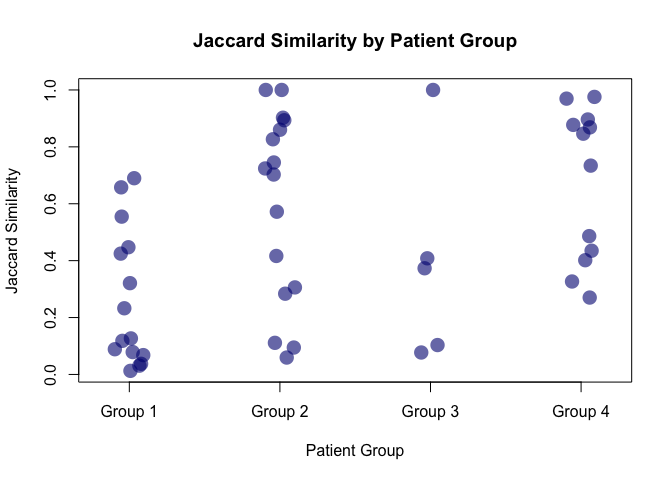 Jaccard Similarity by Patient Group
Jaccard Similarity
1.0
0.8
0.6
0.4
0.2
0.0
Group 1 Group 2 Group 3 Group 4
Patient Group